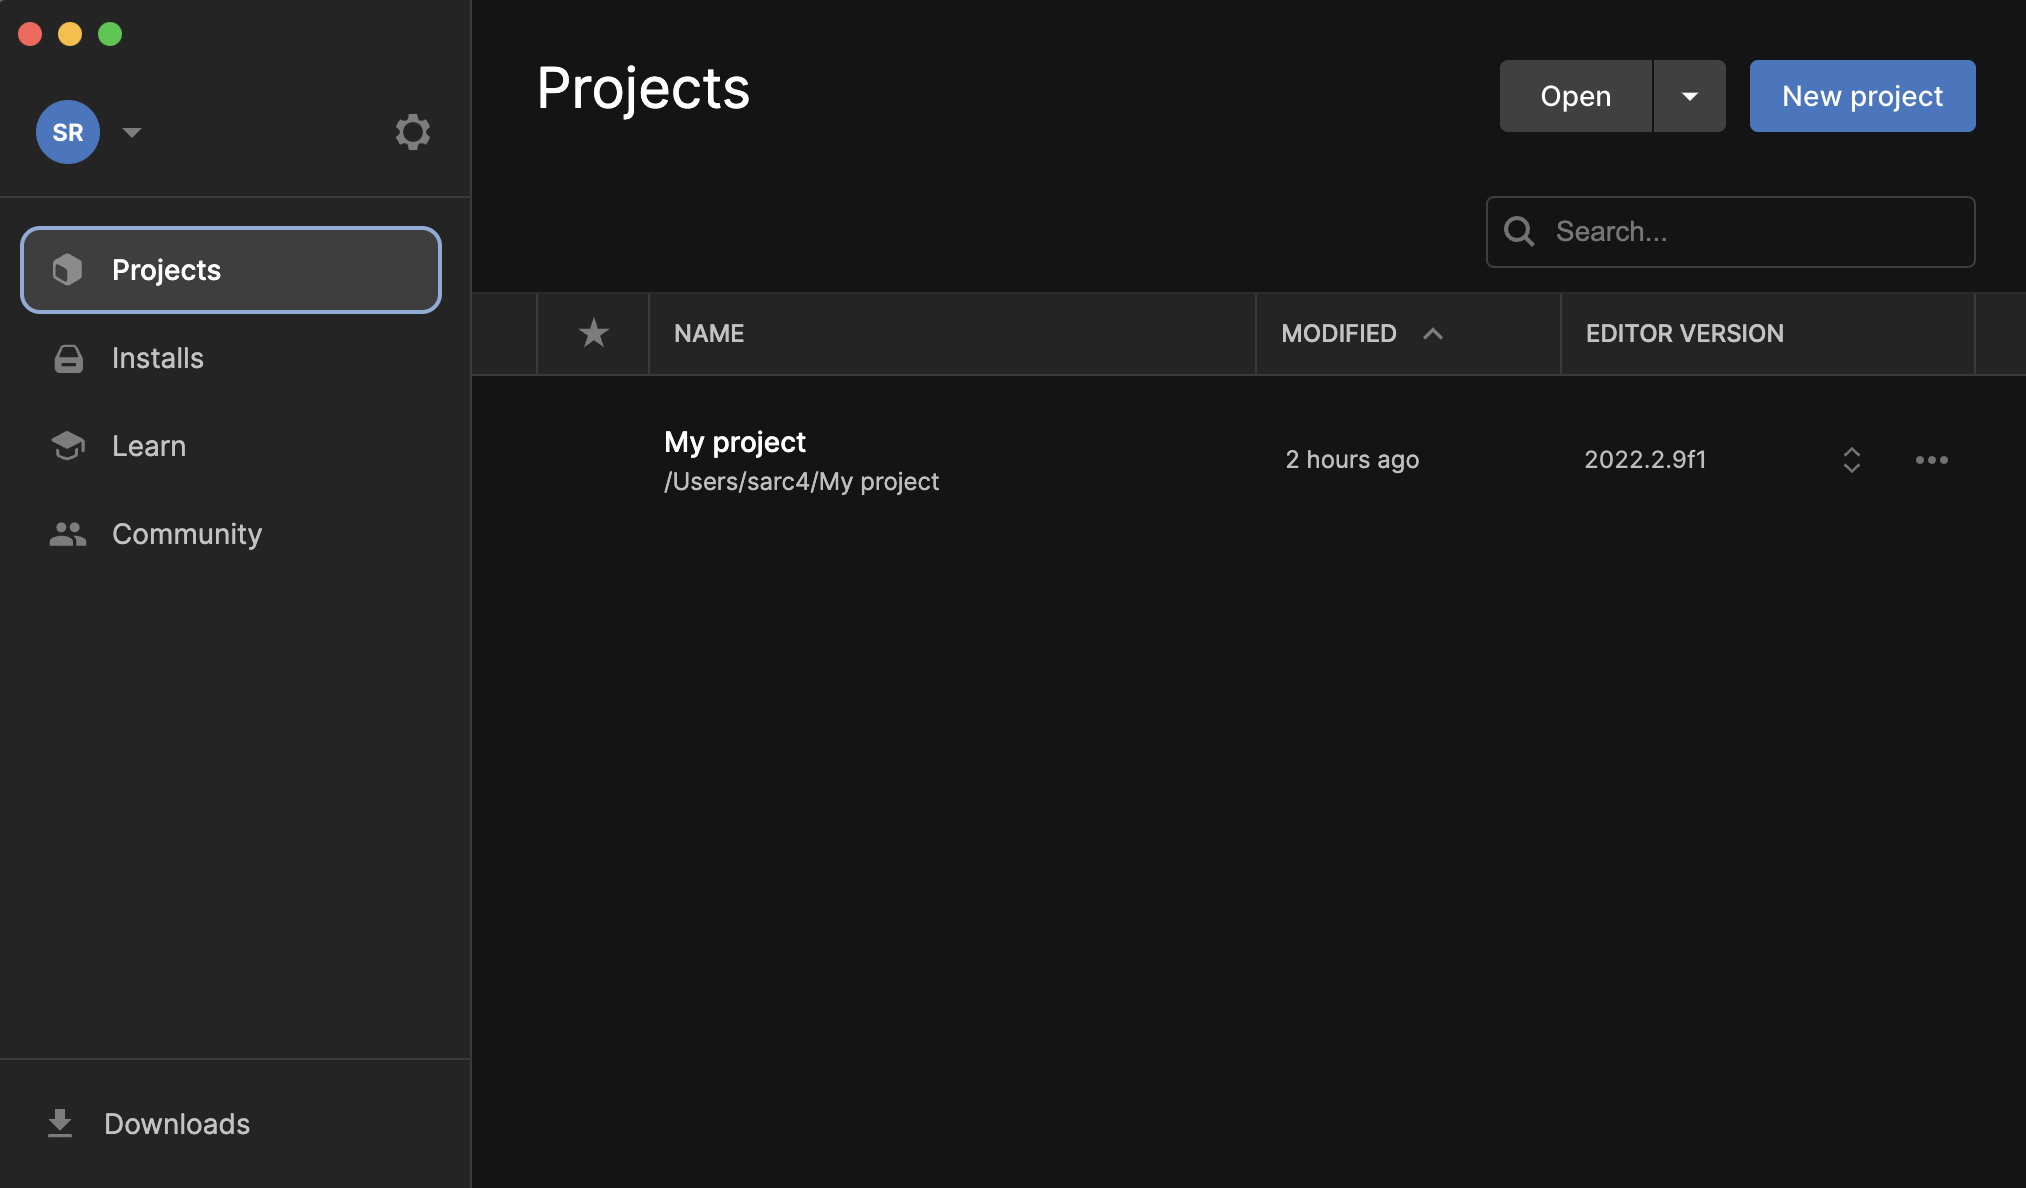 SR
Projects
Installs
Learn
Community
Downloads
Projects
Open
New project
Search...
NAME
MODIFIED
EDITOR VERSION
My project
/Users/sarc4/My project
2 hours ago
2022.2.9f1